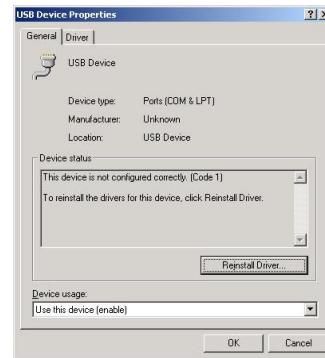 USB Device Properties
General
Driver
USB Device
Device type: Ports (COM & LPT)
Manufacturer: Unknown
Location: USB Device
Device status
This device is not configured correctly. (Code 1)
To reinstall the drivers for this device, click Reinstall Driver.
Reinstall Driver...
Device usage:
Use this device (enable)
OK
Cancel